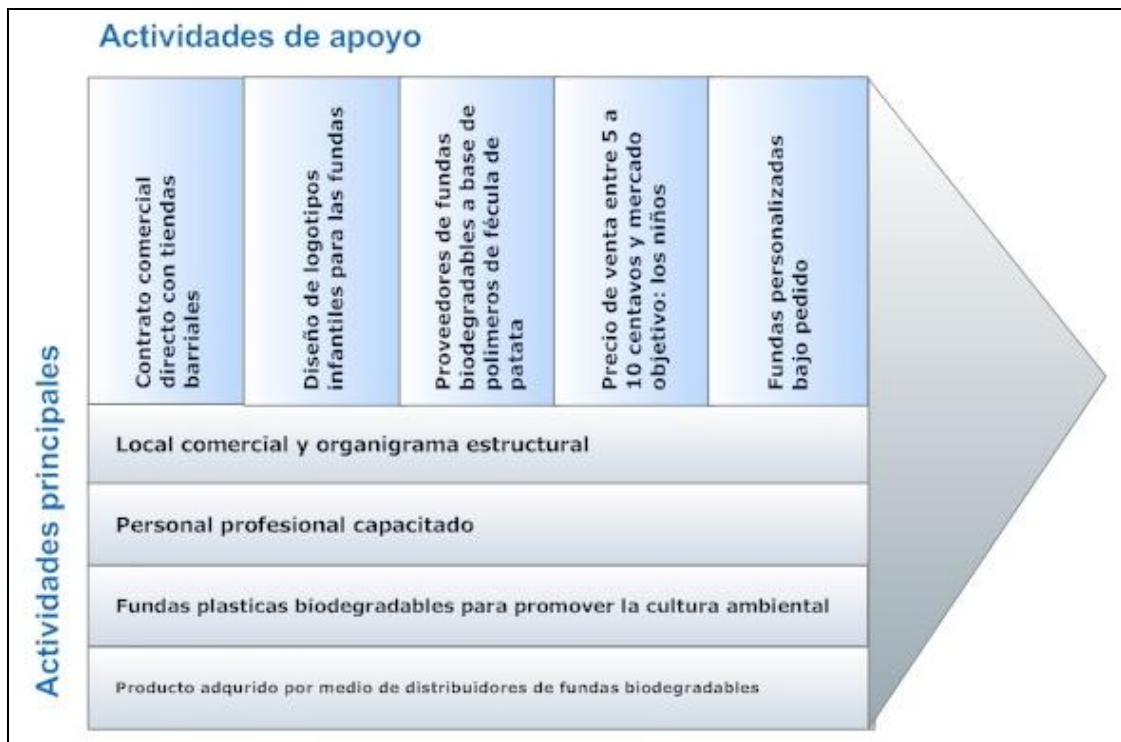 Actividades de apoyo
Contrato comercial
directo con tiendas
barriales
Diseño de logotipos
infantiles para las fundas
Proveedores de fundas
biodegradables a base de
polimeros de fécula de
patata
Precio de venta entre 5 a
10 centavos y mercado
objetivo: los niños
Fundas personalizadas
bajo pedido
Actividades principales
Local comercial y organigrama estructural
Personal profesional capacitado
Fundas plasticas biodegradables para promover la cultura ambiental
Producto adqurido por medio de distribuidores de fundas biodegradables